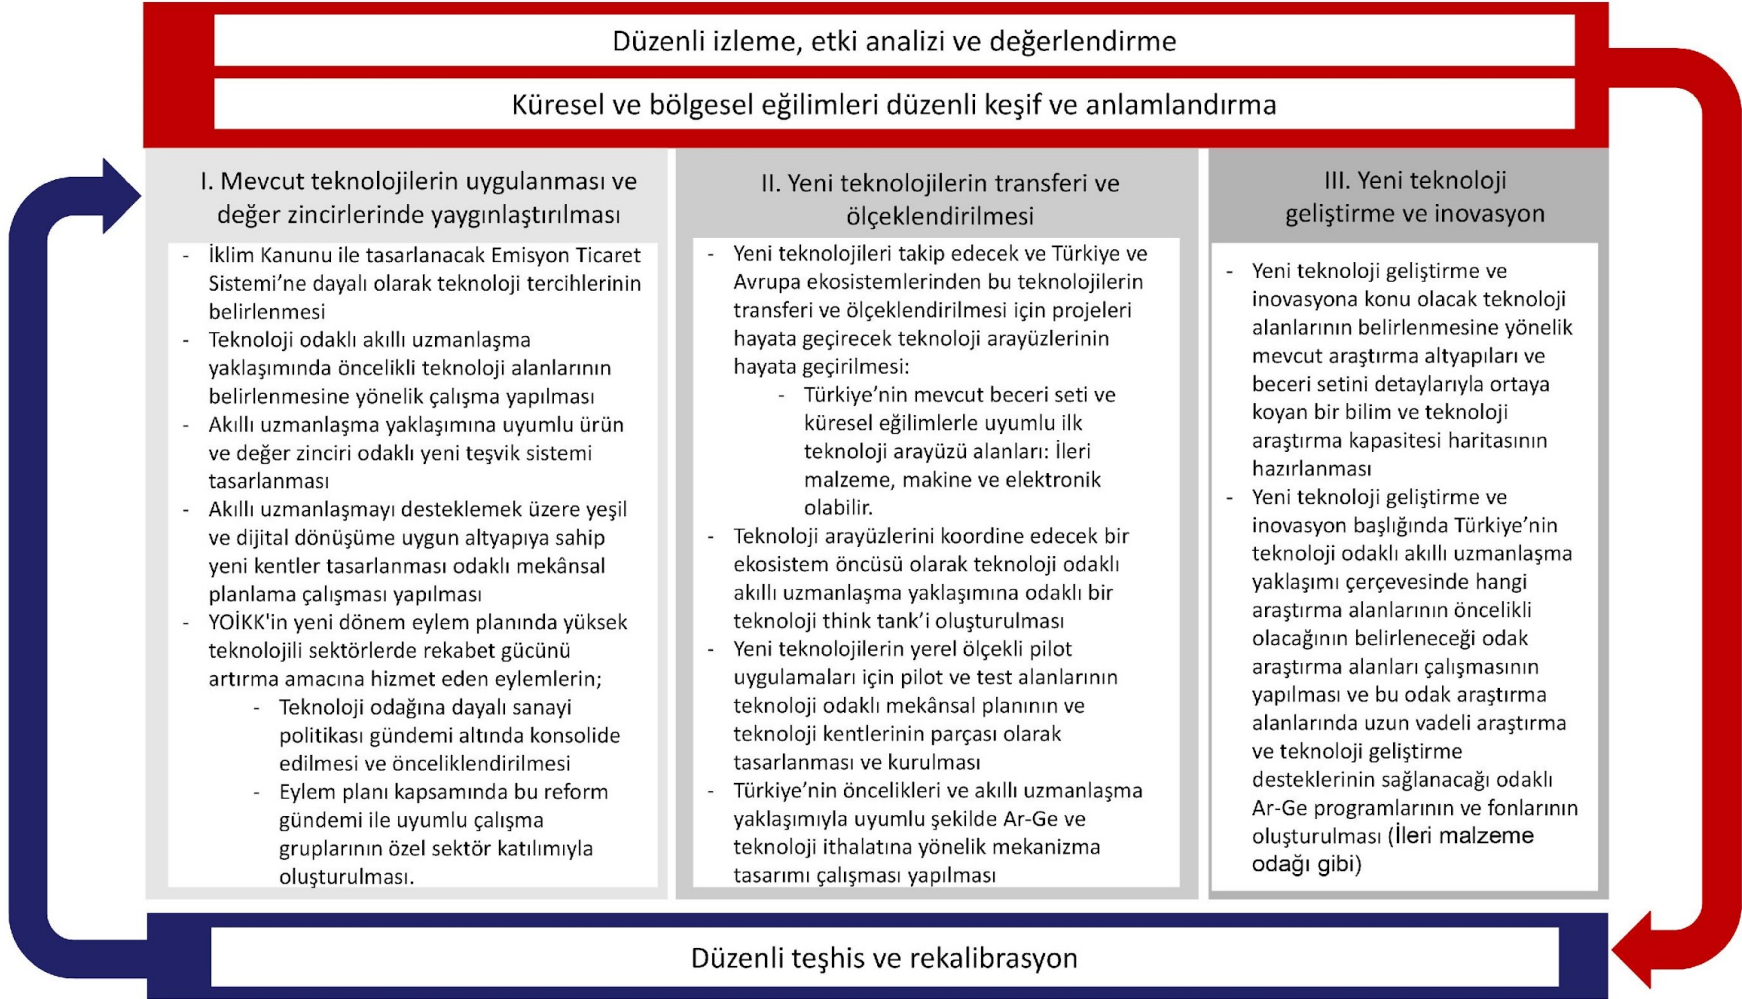 Düzenli izleme, etki analizi ve değerlendirme
Küresel ve bölgesel eğilimleri düzenli keşif ve anlamlandırma
I. Mevcut teknolojilerin uygulanması ve
değer zincirlerinde yaygınlaştırılması
- İklim Kanunu ile tasarlanacak Emisyon Ticaret
Sistemi’ne dayalı olarak teknoloji tercihlerinin
belirlenmesi
- Teknoloji odaklı akıllı uzmanlaşma
yaklaşımında öncelikli teknoloji alanlarının
belirlenmesine yönelik çalışma yapılması
- Akıllı uzmanlaşma yaklaşımına uyumlu ürün
ve değer zinciri odaklı yeni teşvik sistemi
tasarlanması
- Akıllı uzmanlaşmayı desteklemek üzere yeşil
ve dijital dönüşüme uygun altyapıya sahip
yeni kentler tasarlanması odaklı mekânsal
planlama çalışması yapılması
- YOİKK'in yeni dönem eylem planında yüksek
teknolojili sektörlerde rekabet gücünü
artırma amacına hizmet eden eylemlerin;
- Teknoloji odağına dayalı sanayi
politikası gündemi altında konsolide
edilmesi ve önceliklendirilmesi
- Eylem planı kapsamında bu reform
gündemi ile uyumlu çalışma
gruplarının özel sektör katılımıyla
oluşturulması.
II. Yeni teknolojilerin transferi ve
ölçeklendirilmesi
- Yeni teknolojileri takip edecek ve Türkiye ve
Avrupa ekosistemlerinden bu teknolojilerin
transferi ve ölçeklendirilmesi için projeleri
hayata geçirecek teknoloji arayüzlerinin
hayata geçirilmesi:
- Türkiye’nin mevcut beceri seti ve
küresel eğilimlerle uyumlu ilk
teknoloji arayüzü alanları: İleri
malzeme, makine ve elektronik
olabilir.
- Teknoloji arayüzlerini koordine edecek bir
ekosistem öncüsü olarak teknoloji odaklı
akıllı uzmanlaşma yaklaşımına odaklı bir
teknoloji think tank’i oluşturulması
- Yeni teknolojilerin yerel ölçekli pilot
uygulamaları için pilot ve test alanlarının
teknoloji odaklı mekânsal planının ve
teknoloji kentlerinin parçası olarak
tasarlanması ve kurulması
- Türkiye’nin öncelikleri ve akıllı uzmanlaşma
yaklaşımıyla uyumlu şekilde Ar-Ge ve
teknoloji ithalatına yönelik mekanizma
tasarımı çalışması yapılması
III. Yeni teknoloji
geliştirme ve inovasyon
- Yeni teknoloji geliştirme ve
inovasyona konu olacak teknoloji
alanlarının belirlenmesine yönelik
mevcut araştırma altyapıları ve
beceri setini detaylarıyla ortaya
koyan bir bilim ve teknoloji
araştırma kapasitesi haritasının
hazırlanması
- Yeni teknoloji geliştirme ve
inovasyon başlığında Türkiye’nin
teknoloji odaklı akıllı uzmanlaşma
yaklaşımı çerçevesinde hangi
araştırma alanlarının öncelikli
olacağının belirleneceği odak
araştırma alanları çalışmasının
yapılması ve bu odak araştırma
alanlarında uzun vadeli araştırma
ve teknoloji geliştirme
desteklerinin sağlanacağı odaklı
Ar-Ge programlarının ve fonlarının
oluşturulması (İleri malzeme
odağı gibi)
Düzenli teşhis ve rekalibrasyon